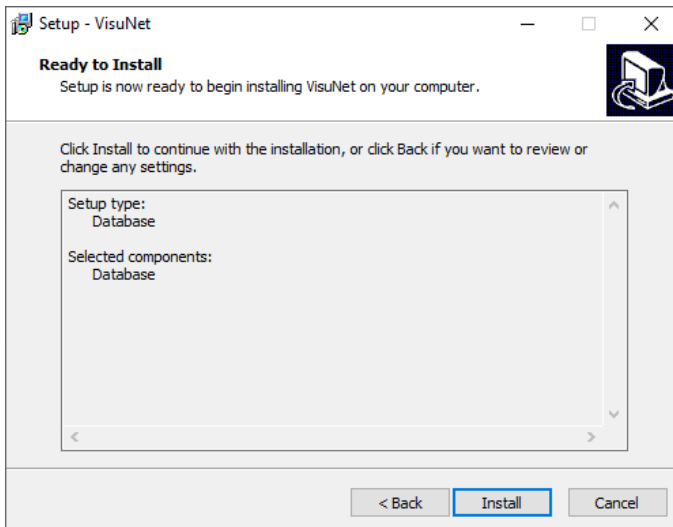 Setup - VisuNet
Ready to Install
Setup is now ready to begin installing VisuNet on your computer.
Click Install to continue with the installation, or click Back if you want to review or
change any settings.
Setup type:
Database
Selected components:
Database
< Back
Install
Cancel